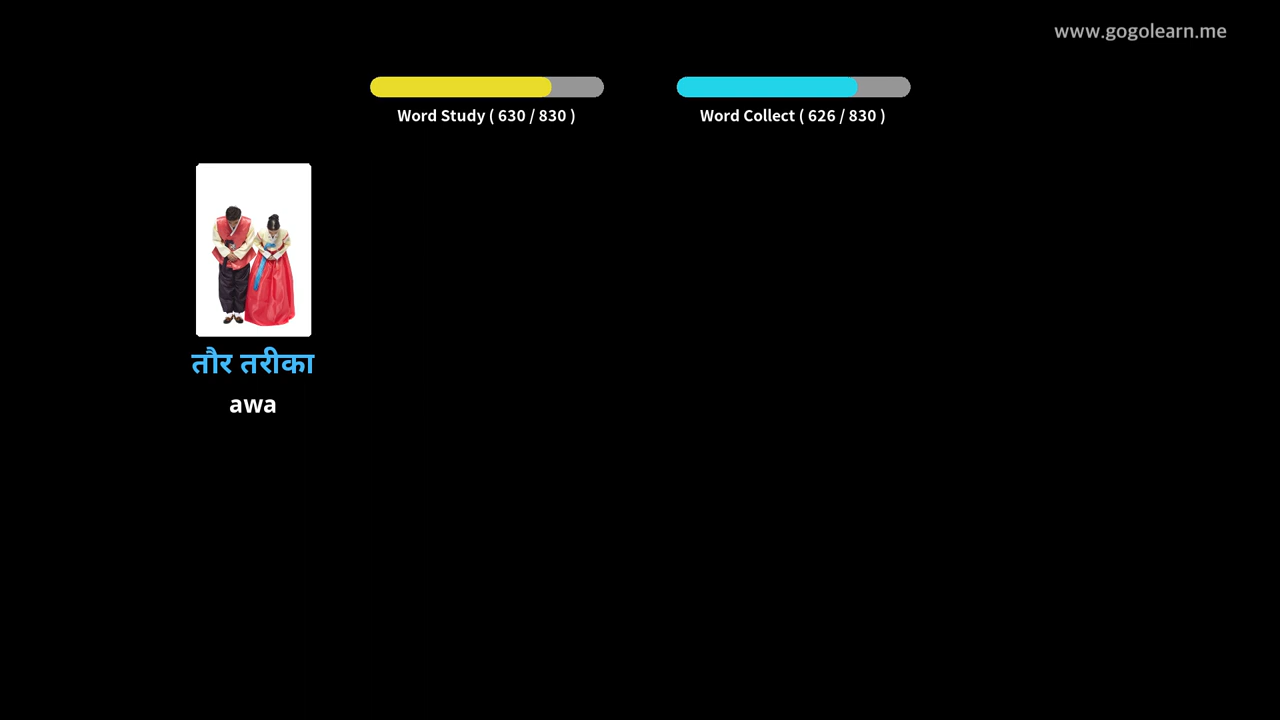 www.gogolearn.me
Word Study ( 630 / 830 )
Word Collect ( 626 / 830 )
तौर तरीका
awa